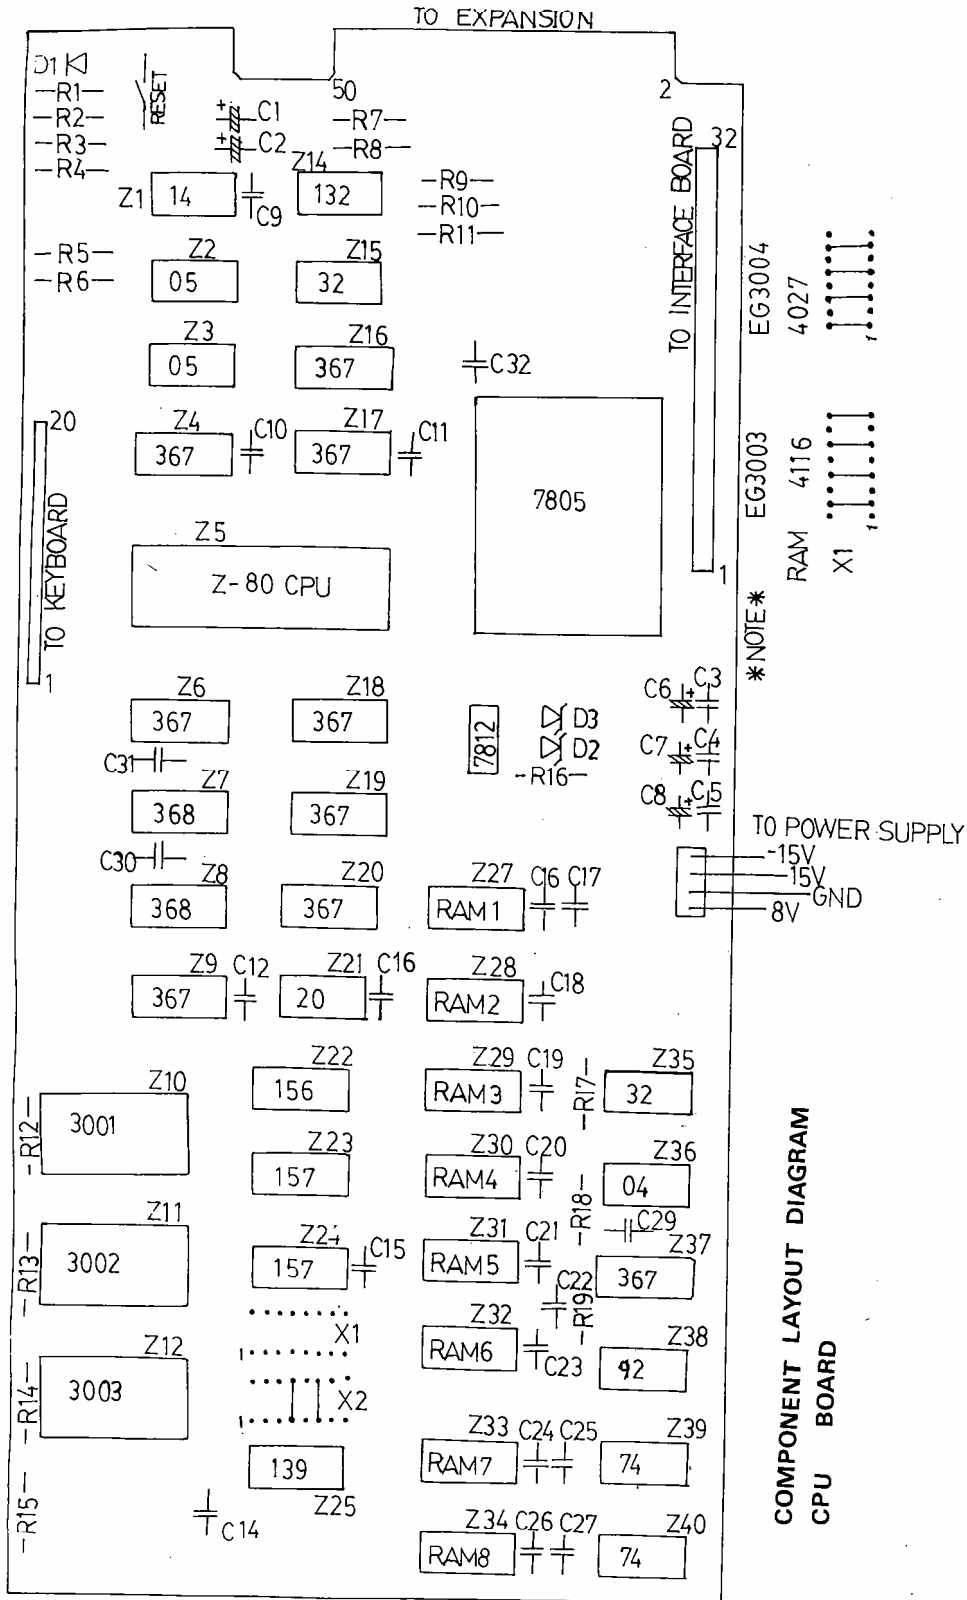 TO EXPANSION
D1
R1
R2
R3
R4
RESET
+ C1
+ C2
50
2
R7
R8
Z1 14
C9
Z14
132
R9
R10
R11
32
TO INTERFACE BOARD
1
R5
R6
Z2
05
Z15
32
Z3
05
Z16
367
C32
20
TO KEYBOARD
1
Z4
367
C10
Z17
367
C11
7805
Z5
Z-80 CPU
EG3004
4027
1
EG3003
RAM 4116
X1
1
*NOTE*
Z6
367
Z18
367
7812
D3
D2
R16
C6 + C3
C7 + C4
C8 + C5
C31
Z7
368
Z19
367
TO POWER SUPPLY
-15V
15V
GND
8V
C30
Z8
368
Z20
367
Z27
RAM1
C16 C17
Z9
367
C12
Z21
20
C16
Z28
RAM2
C18
Z10
3001
R12
Z22
156
Z29
RAM3
C19
R17
Z35
32
Z23
157
Z30
RAM4
C20
R18
Z36
04
C29
Z11
3002
R13
Z24
157
C15
Z31
RAM5
C21
C22
R19
Z37
367
X1
1
Z32
RAM6
C23
Z38
92
Z12
3003
R14
X2
1
Z33
RAM7
C24 C25
Z39
74
139
Z25
R15
C14
Z34
RAM8
C26 C27
Z40
74
COMPONENT LAYOUT DIAGRAM
CPU BOARD